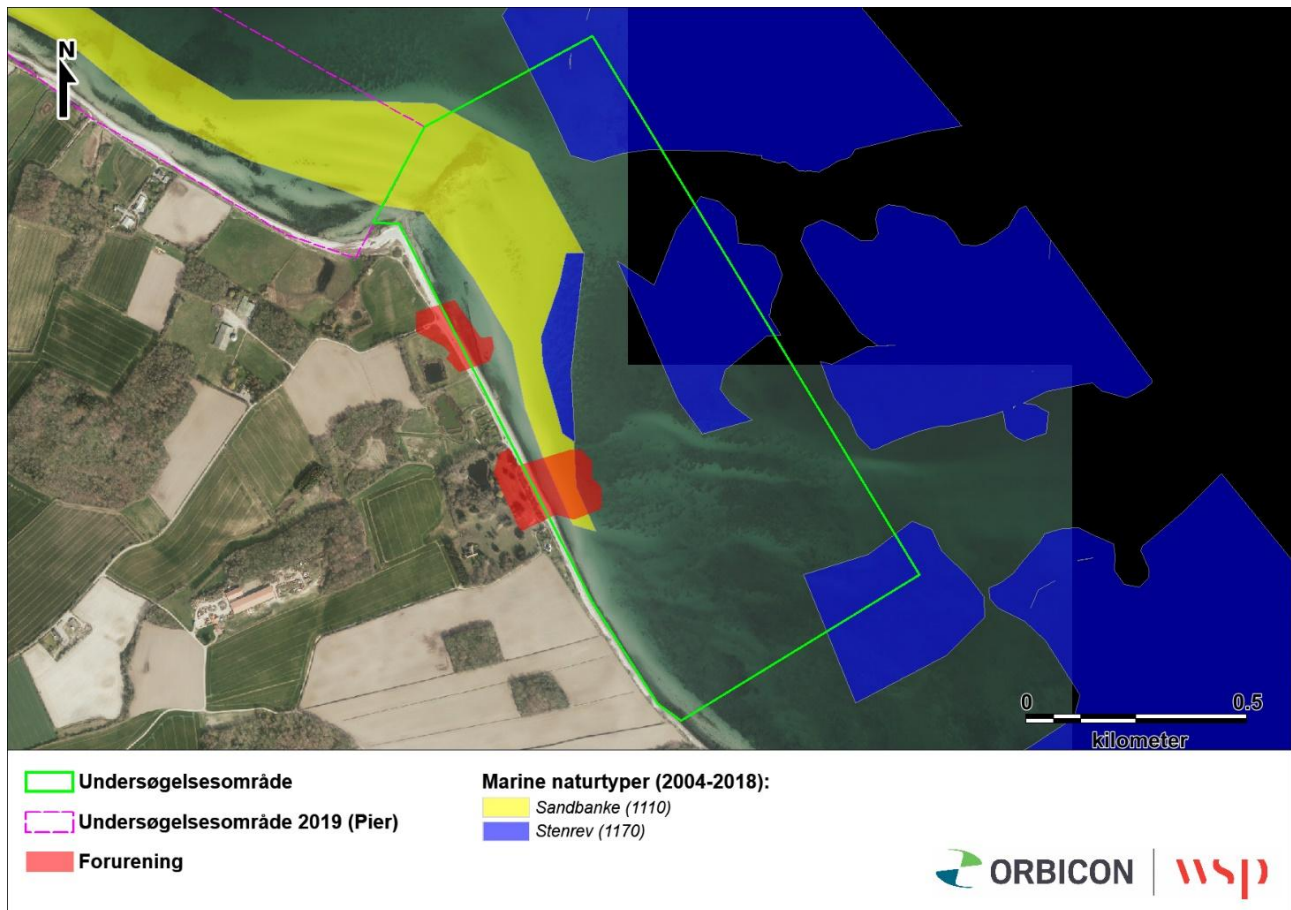 N
0 0.5
kilometer
Undersøgelsesområde
Undersøgelsesområde 2019 (Pier)
Forurening
Marine naturtyper (2004-2018):
Sandbanke (1110)
Stenrev (1170)
ORBICON wsp